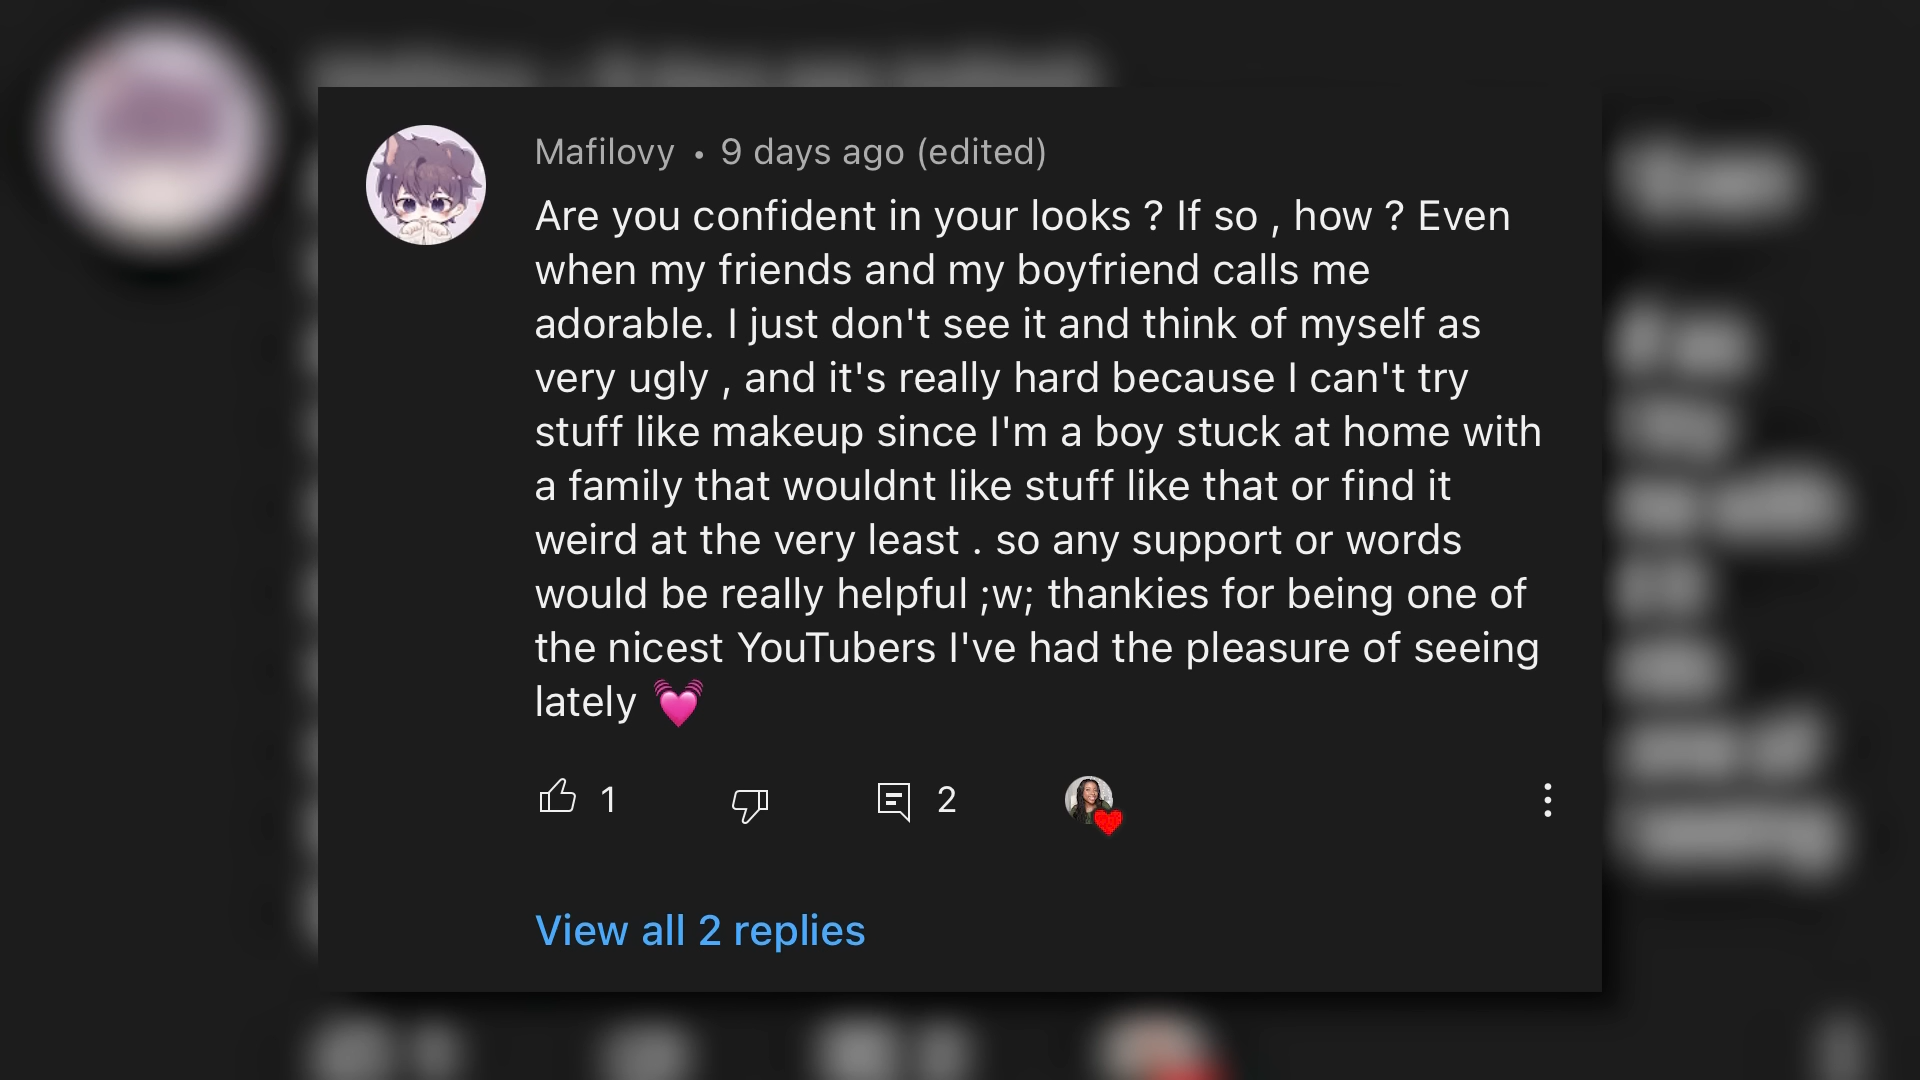 Mafilovy • 9 days ago (edited)
Are you confident in your looks ? If so , how ? Even
when my friends and my boyfriend calls me
adorable. I just don't see it and think of myself as
very ugly , and it's really hard because I can't try
stuff like makeup since I'm a boy stuck at home with
a family that wouldnt like stuff like that or find it
weird at the very least . so any support or words
would be really helpful ;w; thankies for being one of
the nicest YouTubers I've had the pleasure of seeing
lately 💓
1 2
View all 2 replies